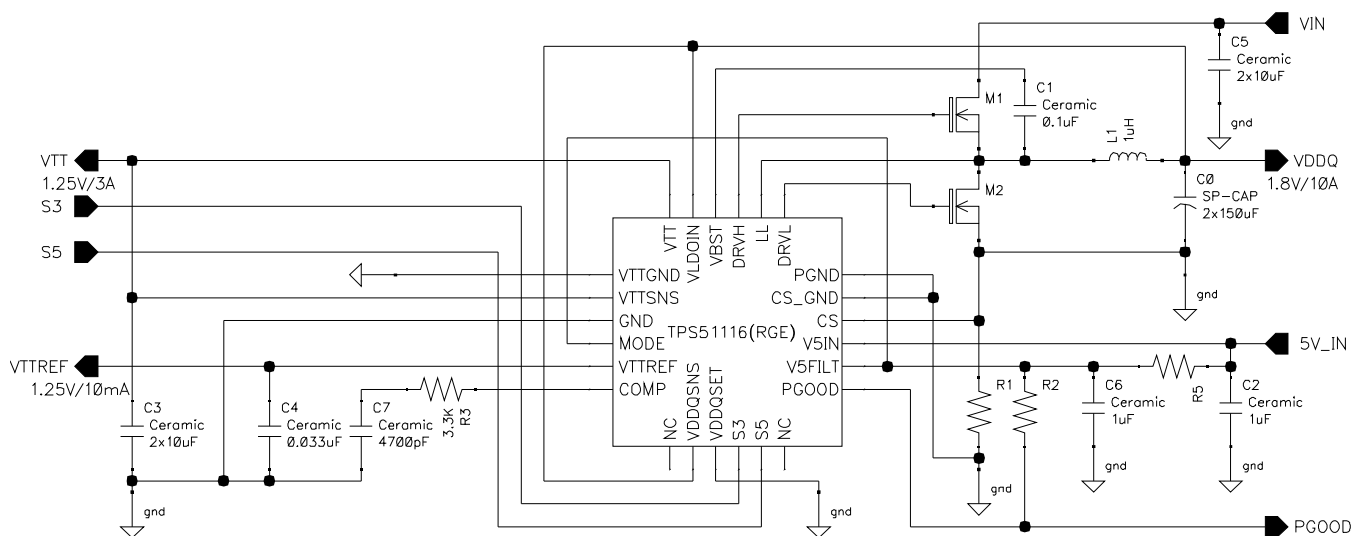 VIN
C5
Ceramic
2x10uF
gnd
C1
Ceramic
0.1uF
M1
L1
1uH
VTT
1.25V/3A
VDDQ
1.8V/10A
S3
S5
M2
C0
SP-CAP
2x150uF
gnd
VTT
VLDOIN
VBST
DRVH
LL
DRVL
VTTGND
VTTSNS
GND
MODE
VTTREF
COMP
TPS51116(RGE)
PGND
CS_GND
CS
V5IN
V5FILT
PGOOD
NC
VDDQSNS
VDDQSET
S3
S5
NC
5V_IN
VTTREF
1.25V/10mA
C3
Ceramic
2x10uF
C4
Ceramic
0.033uF
C7
Ceramic
4700pF
3.3K
R3
R1
R2
C6
Ceramic
1uF
R5
C2
Ceramic
1uF
gnd
gnd
gnd
gnd
gnd
PGOOD